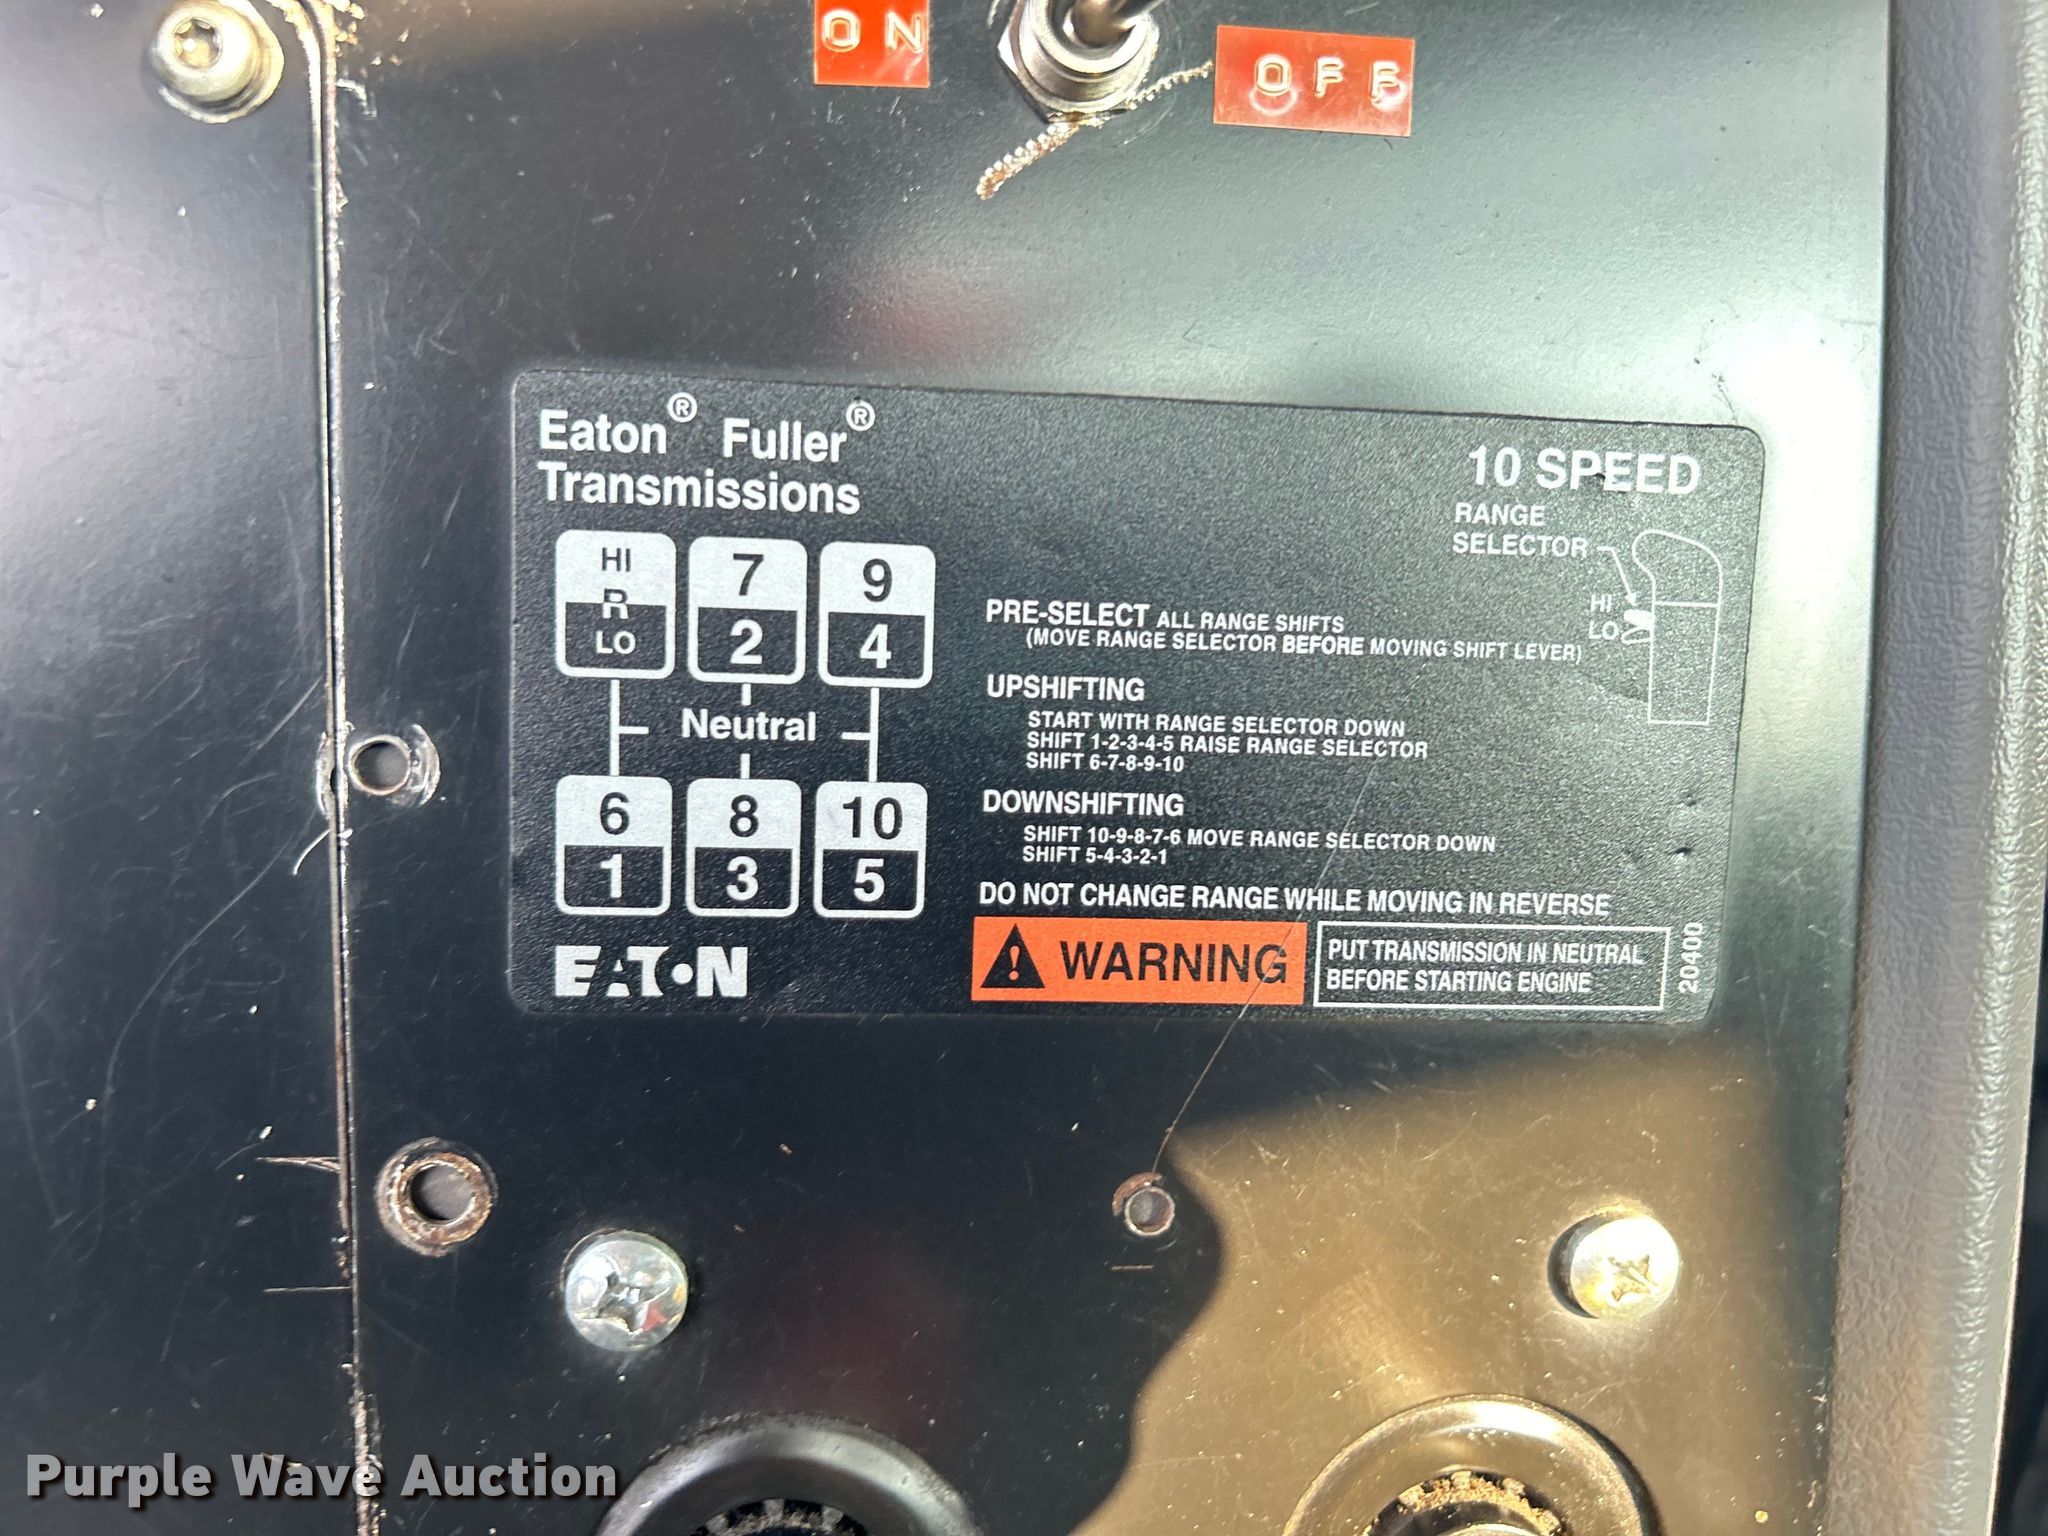 ON
OFF
Eaton® Fuller®
Transmissions
10 SPEED
RANGE
SELECTOR
HI
LO
HI
R
LO
7
2
9
4
Neutral
6
1
8
3
10
5
PRE-SELECT ALL RANGE SHIFTS
(MOVE RANGE SELECTOR BEFORE MOVING SHIFT LEVER)
UPSHIFTING
START WITH RANGE SELECTOR DOWN
SHIFT 1-2-3-4-5 RAISE RANGE SELECTOR
SHIFT 6-7-8-9-10
DOWNSHIFTING
SHIFT 10-9-8-7-6 MOVE RANGE SELECTOR DOWN
SHIFT 5-4-3-2-1
DO NOT CHANGE RANGE WHILE MOVING IN REVERSE
WARNING
PUT TRANSMISSION IN NEUTRAL
BEFORE STARTING ENGINE
20400
EATON
Purple Wave Auction